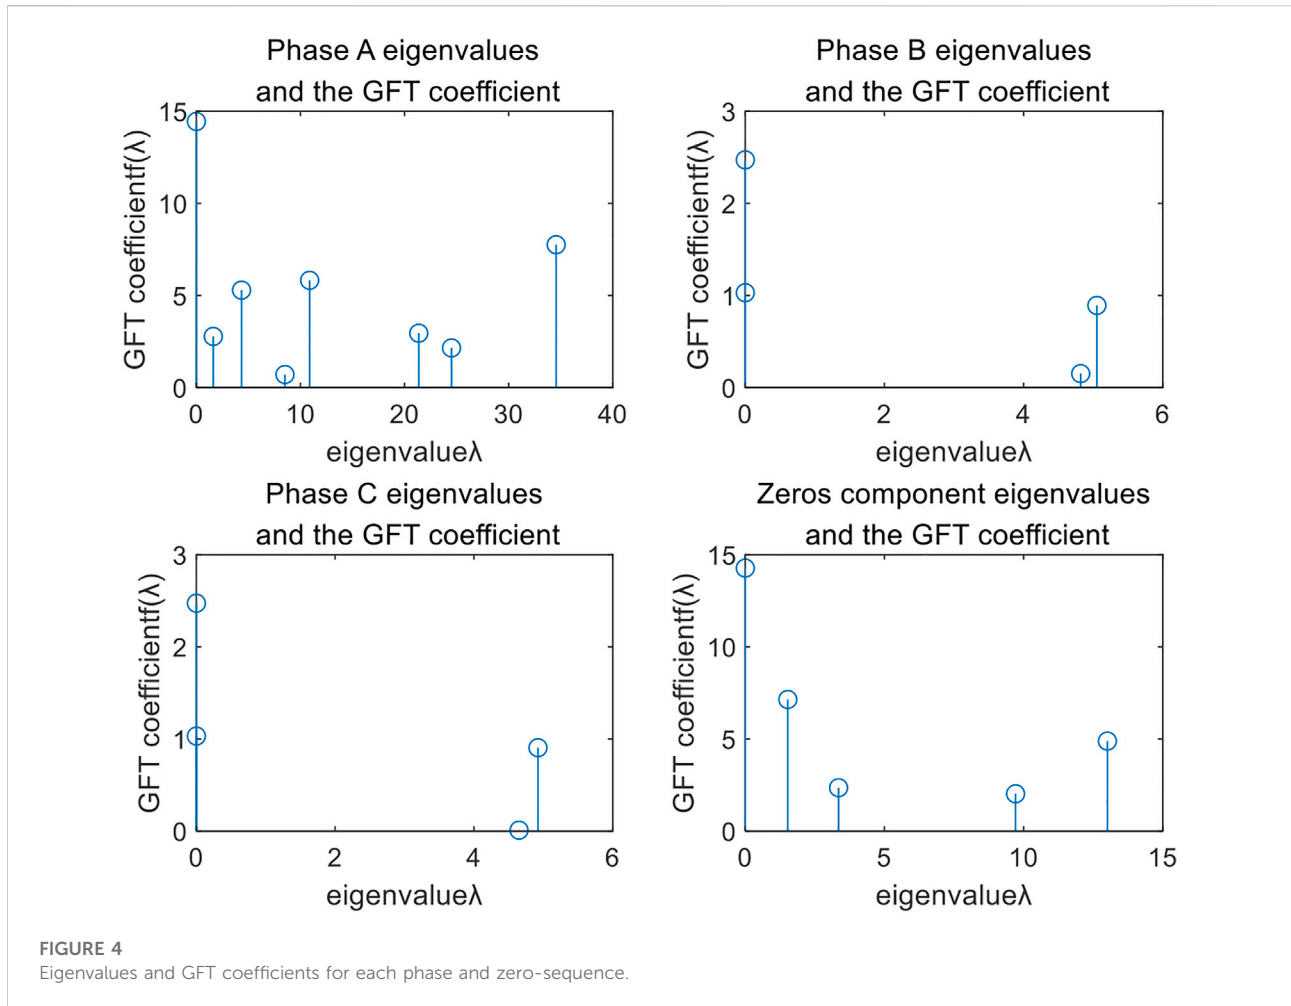 Phase A eigenvalues
and the GFT coefficient
15
10
5
0
GFT coefficientf(λ)
0 10 20 30 40
eigenvalueλ
Phase B eigenvalues
and the GFT coefficient
3
2
1
0
GFT coefficientf(λ)
0 2 4 6
eigenvalueλ
Phase C eigenvalues
and the GFT coefficient
3
2
1
0
GFT coefficientf(λ)
0 2 4 6
eigenvalueλ
Zeros component eigenvalues
and the GFT coefficient
15
10
5
0
GFT coefficientf(λ)
0 5 10 15
eigenvalueλ
FIGURE 4
Eigenvalues and GFT coefficients for each phase and zero-sequence.